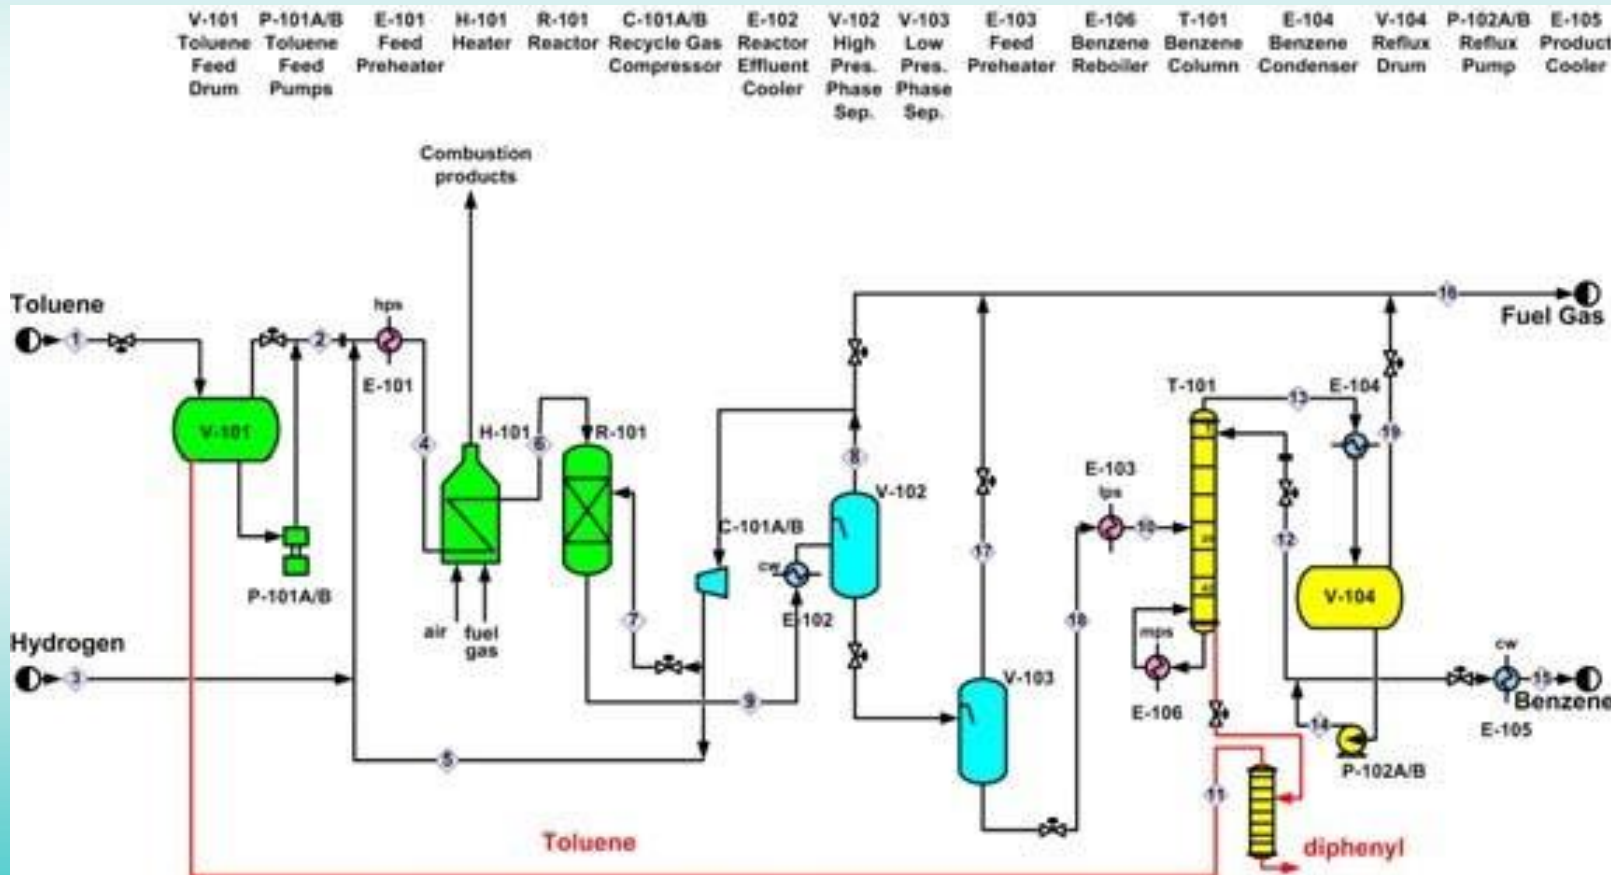 V-101 P-101A/B E-101 H-101 R-101 C-101A/B E-102 V-102 V-103 E-103 E-106 T-101 E-104 V-104 P-102A/B E-105
Toluene Toluene Feed Heater Reactor Recycle Gas Reactor High Low Feed Benzene Benzene Benzene Reflux Reflux Product
Feed Feed Preheater Compressor Effluent Pres. Pres. Preheater Reboiler Column Condenser Drum Pump Cooler
Drum Pumps Cooler Phase Phase
Sep. Sep.
Combustion
products
Toluene
1
2
hps
E-101
V-101
P-101A/B
Hydrogen
3
4
H-101
air
fuel
gas
6
R-101
7
C-101A/B
cw
E-102
8
V-102
9
5
V-103
17
18
E-103
lps
10
T-101
1
20
mps
E-106
13
E-104
19
12
V-104
16
Fuel Gas
14
P-102A/B
cw
15
Benzene
E-105
11
Toluene
diphenyl